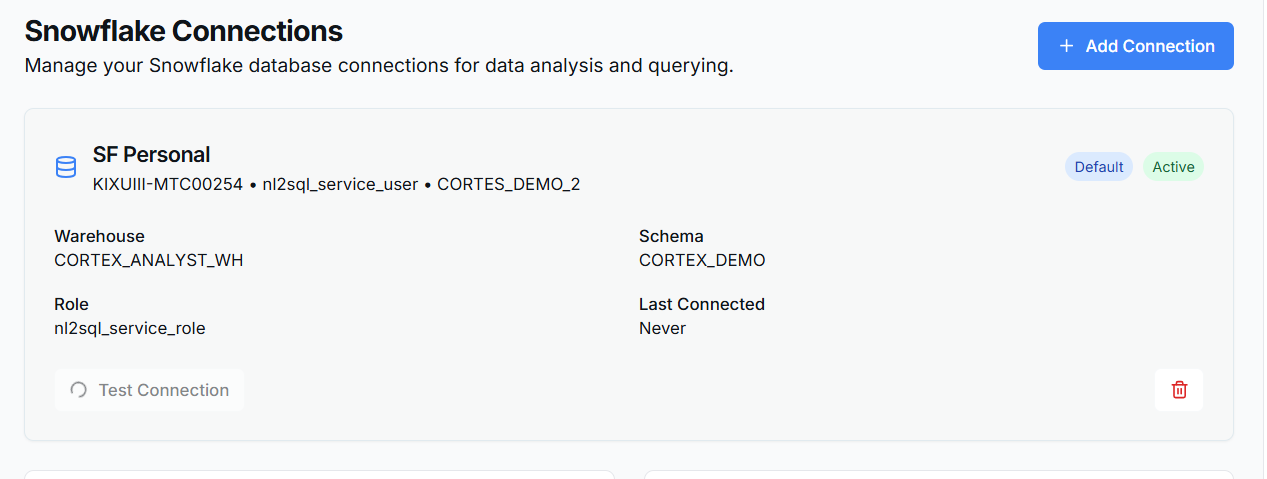 Snowflake Connections
Manage your Snowflake database connections for data analysis and querying.
+ Add Connection
SF Personal
KIXUIII-MTC00254 • nl2sql_service_user • CORTES_DEMO_2
Default
Active
Warehouse
CORTEX_ANALYST_WH
Schema
CORTEX_DEMO
Role
nl2sql_service_role
Last Connected
Never
Test Connection